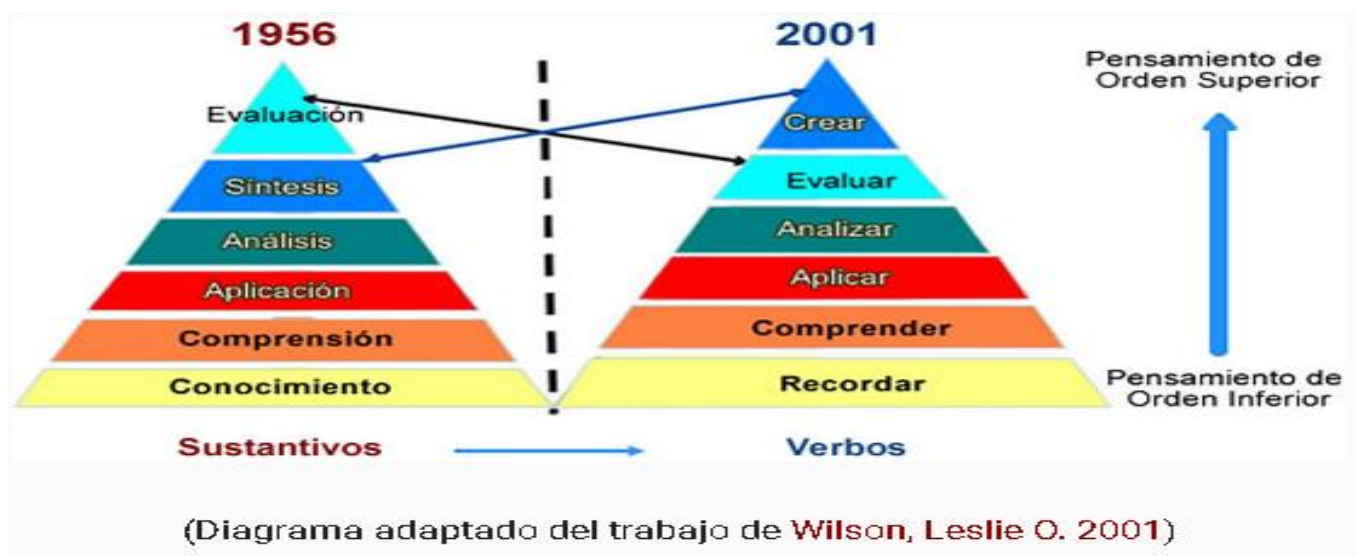 1956
Evaluación
Síntesis
Análisis
Aplicación
Comprensión
Conocimiento
Sustantivos
2001
Crear
Evaluar
Analizar
Aplicar
Comprender
Recordar
Verbos
Pensamiento de
Orden Superior
Pensamiento de
Orden Inferior
(Diagrama adaptado del trabajo de Wilson, Leslie O. 2001)